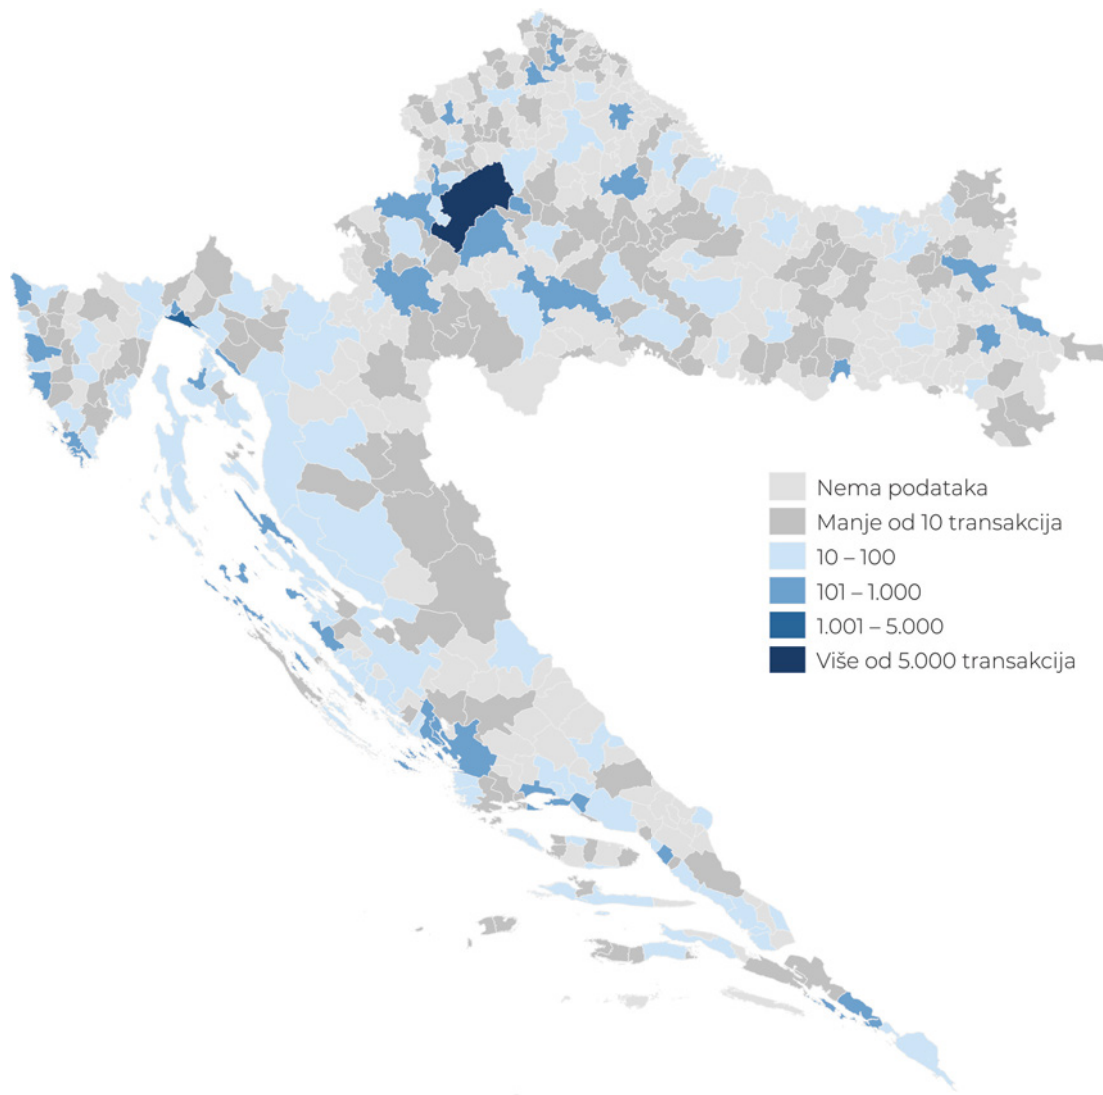 Nema podataka
Manje od 10 transakcija
10 – 100
101 – 1.000
1.001 – 5.000
Više od 5.000 transakcija